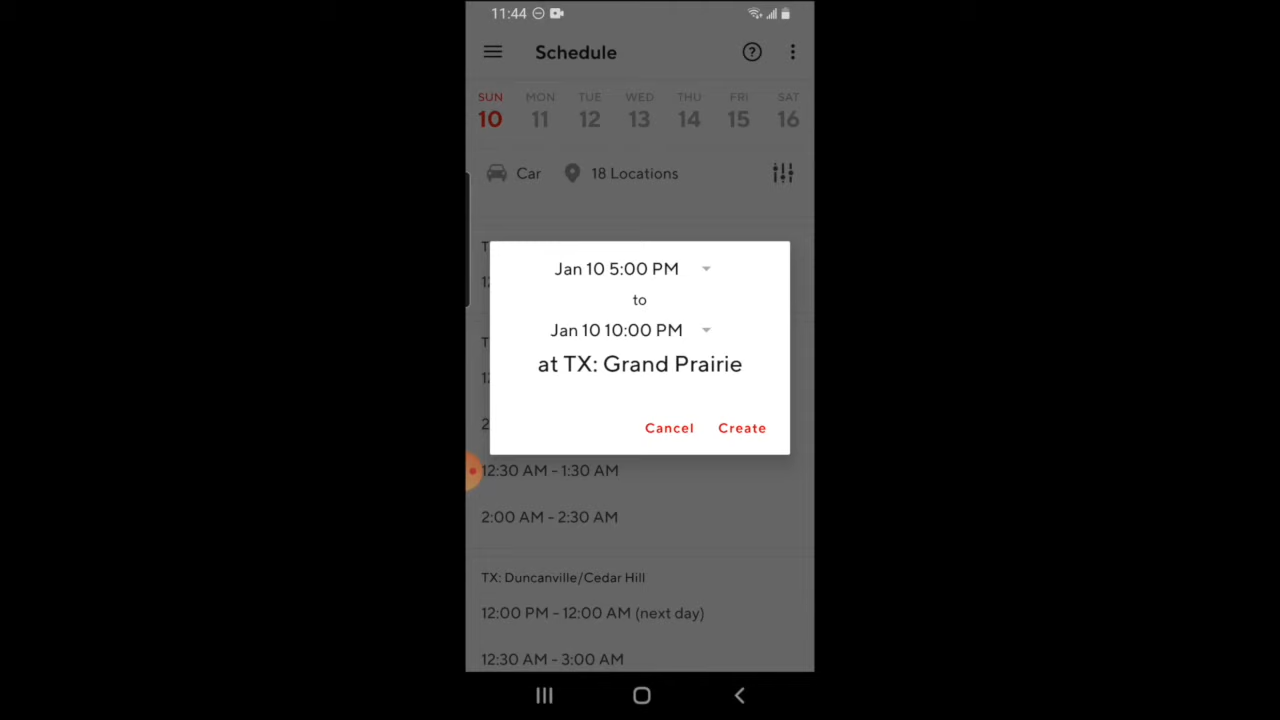 11:44
Schedule
SUN MON TUE WED THU FRI SAT
10 11 12 13 14 15 16
Car 18 Locations
T
12
T
12
2
Jan 10 5:00 PM
to
Jan 10 10:00 PM
at TX: Grand Prairie
Cancel Create
12:30 AM - 1:30 AM
2:00 AM - 2:30 AM
TX: Duncanville/Cedar Hill
12:00 PM - 12:00 AM (next day)
12:30 AM - 3:00 AM